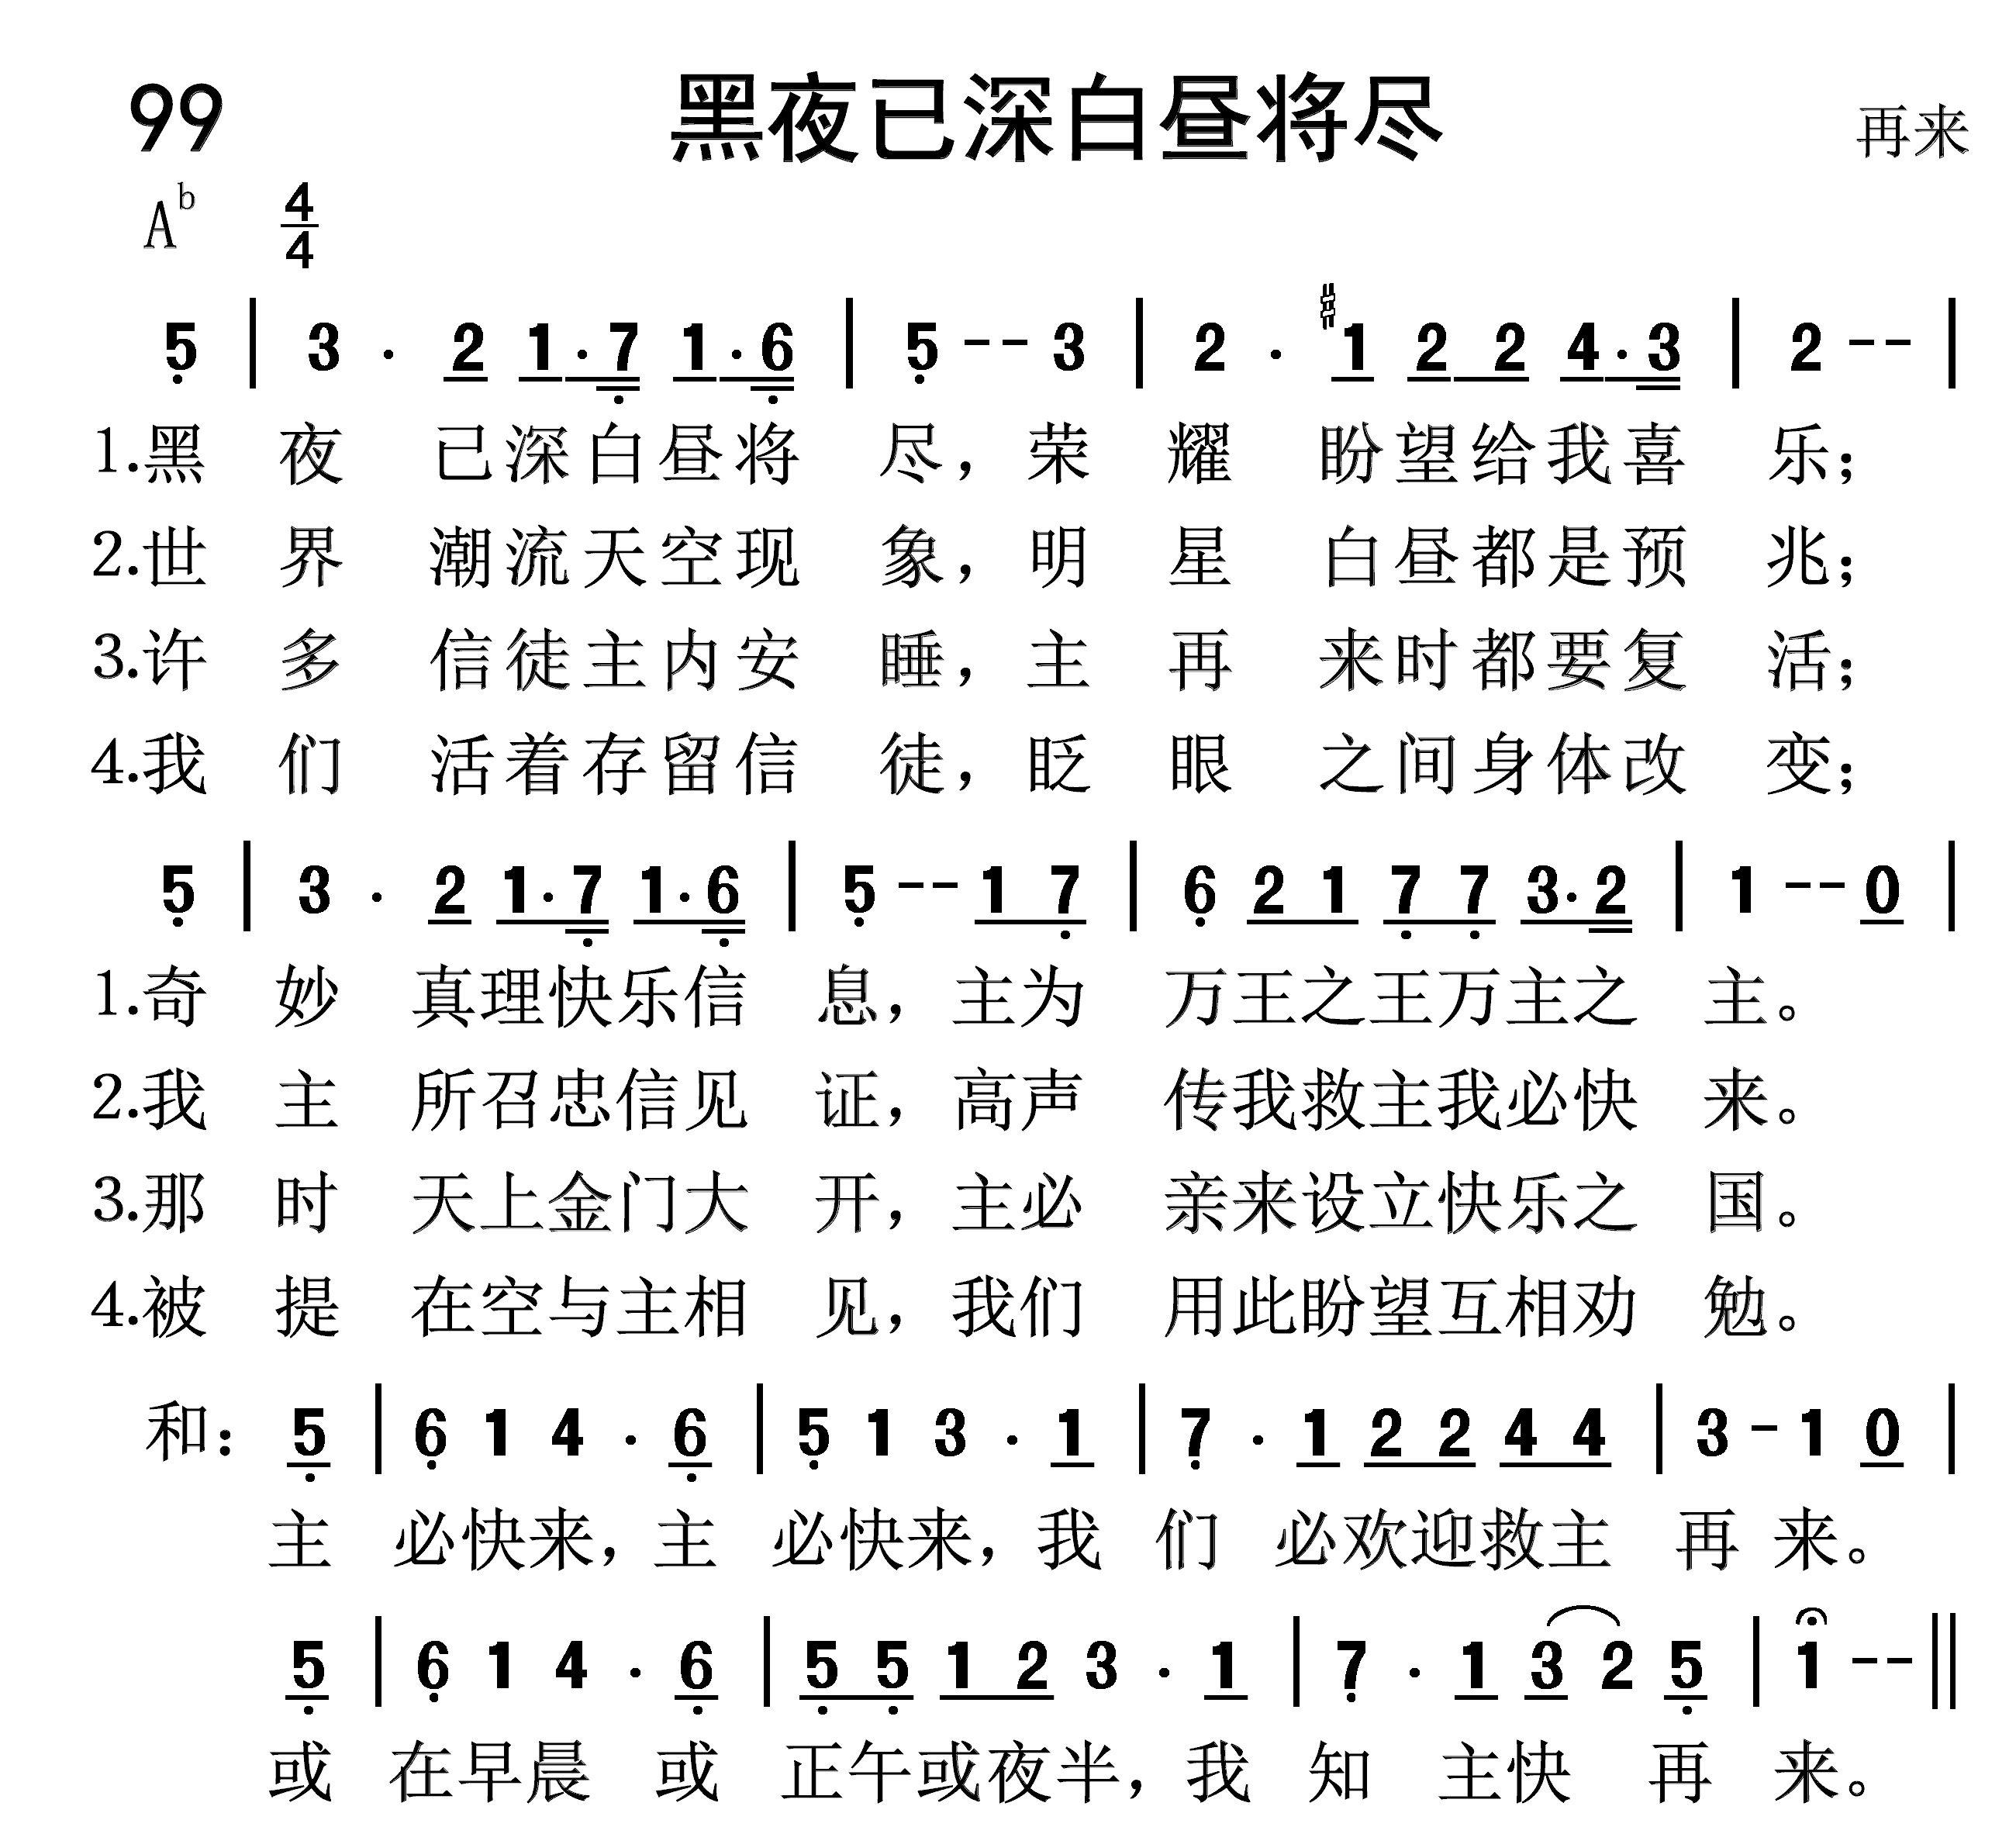 99 黑夜已深白昼将尽 再来
A♭ 4/4
5̣ | 3 · 2 1·7̣ 1·6̣ | 5̣ -- 3 | 2 · #1 2 2 4·3 | 2 -- |
1.黑夜已深白昼将尽，荣耀盼望给我喜乐；
2.世界潮流天空现象，明星白昼都是预兆；
3.许多信徒主内安睡，主再来时都要复活；
4.我们活着存留信徒，眨眼之间身体改变；
5̣ | 3 · 2 1·7̣ 1·6̣ | 5̣ -- 1 7̣ | 6̣ 2 1 7̣ 7̣ 3·2 | 1 -- 0 |
1.奇妙真理快乐信息，主为万王之王万主之主。
2.我主所召忠信见证，高声传我救主我必快来。
3.那时天上金门大开，主必亲来设立快乐之国。
4.被提在空与主相见，我们用此盼望互相劝勉。
和：5̣ | 6̣ 1 4 · 6̣ | 5̣ 1 3 · 1 | 7̣ · 1 2 2 4 4 | 3 - 1 0 |
主必快来，主必快来，我们必欢迎救主再来。
5̣ | 6̣ 1 4 · 6̣ | 5̣ 5̣ 1 2 3 · 1 | 7̣ · 1 3 2 5̣ | 1 -- ||
或在早晨或正午或夜半，我知主快再来。